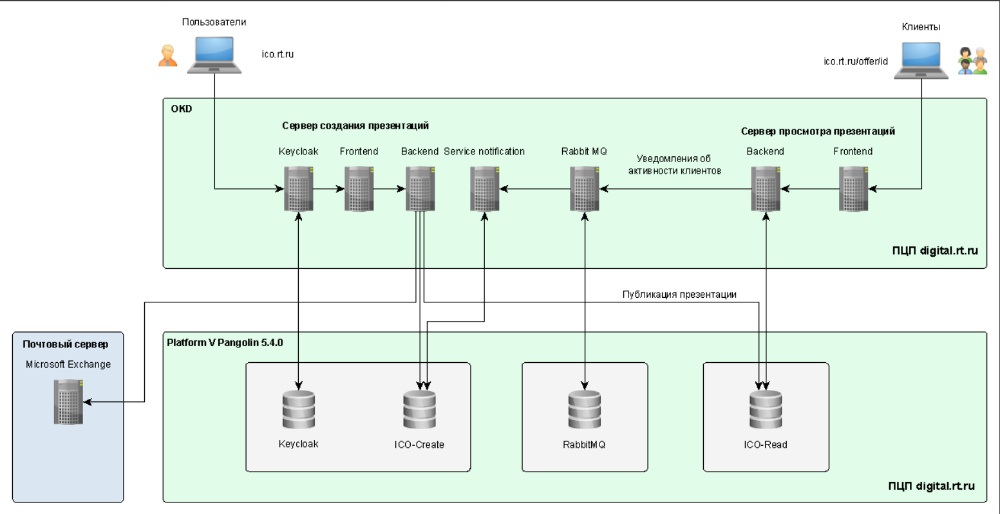 Пользователи
ico.rt.ru
Клиенты
ico.rt.ru/offer/id
OKD
Сервер создания презентаций
Сервер просмотра презентаций
Keycloak
Frontend
Backend
Service notification
Rabbit MQ
Уведомления об
активности клиентов
Backend
Frontend
ПЦП digital.rt.ru
Публикация презентации
Почтовый сервер
Microsoft Exchange
Platform V Pangolin 5.4.0
Keycloak
ICO-Create
RabbitMQ
ICO-Read
ПЦП digital.rt.ru